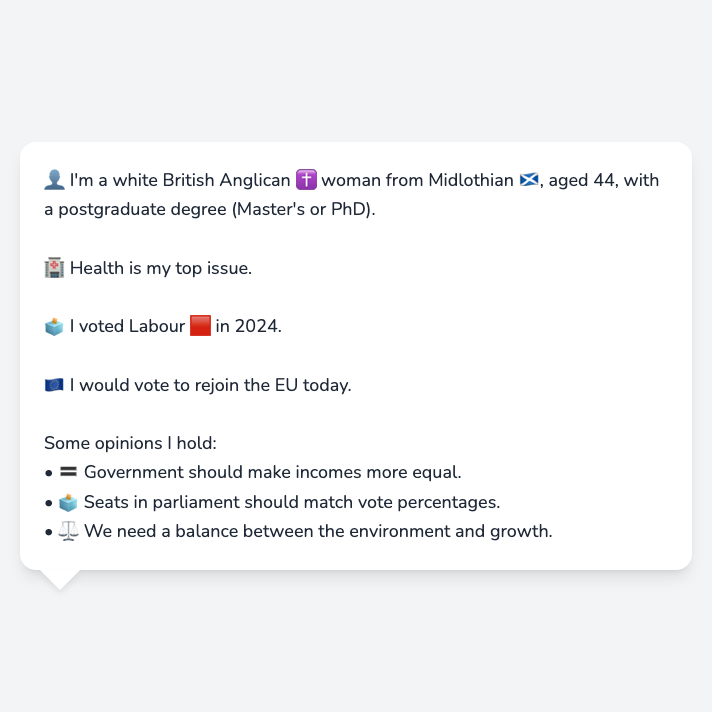 👤 I'm a white British Anglican ✝️ woman from Midlothian 🏴󠁧󠁢󠁳󠁣󠁴󠁿, aged 44, with
a postgraduate degree (Master's or PhD).
🏥 Health is my top issue.
🗳️ I voted Labour 🟥 in 2024.
🇪🇺 I would vote to rejoin the EU today.
Some opinions I hold:
• 🟰 Government should make incomes more equal.
• 🗳️ Seats in parliament should match vote percentages.
• ⚖️ We need a balance between the environment and growth.